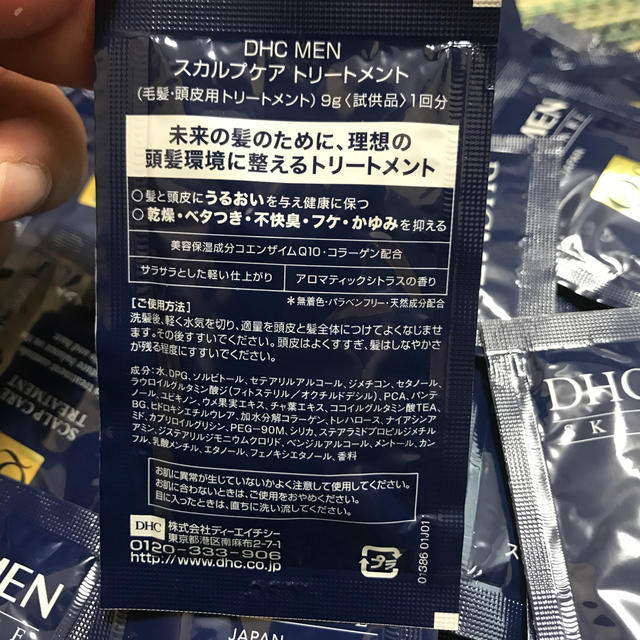 DHC MEN
スカルプケア トリートメント
(毛髪・頭皮用トリートメント) 9g〈試供品〉1回分
未来の髪のために、理想の
頭髪環境に整えるトリートメント
○髪と頭皮にうるおいを与え健康に保つ
○乾燥・ベタつき・不快臭・フケ・かゆみを抑える
美容保湿成分コエンザイムQ10・コラーゲン配合
サラサラとした軽い仕上がり
アロマティックシトラスの香り
*無着色・パラベンフリー・天然成分配合
【ご使用方法】
洗髪後、軽く水気を切り、適量を頭皮と髪全体につけてよくなじませ
ます。その後すすいでください。頭皮はよくすすぎ、髪はしなやかさ
が残る程度にすすいでください。
成分:水、DPG、ソルビトール、セテアリルアルコール、ジメチコン、セタノール、
ラウロイルグルタミン酸ジ(フィトステリル/オクチルドデシル)、PCA、パンテ
ノール、ユビキノン、ウメ果実エキス、チャ葉エキス、ココイルグルタミン酸TEA、
BG、ヒドロキシエチルウレア、加水分解コラーゲン、トレハロース、ナイアシンア
ミド、カプリロイルグリシン、PEG-90M、シリカ、ステアラミドプロピルジメチル
アミン、ジステアリルジモニウムクロリド、ベンジルアルコール、メントール、カン
フル、乳酸メンチル、エタノール、フェノキシエタノール、香料
お肌に異常が生じていないかよく注意して使用してください。
お肌に合わないときは、ご使用をおやめください。
目に入ったときは、直ちに洗い流してください。
DHC 株式会社ディーエイチシー
東京都港区南麻布2-7-1
0120-333-906
http://www.dhc.co.jp
プラ
01386 01J01
MEN
JAPAN
DHC
SCALP CARE
TREATMENT
DHC
SK
MEN
JAPAN